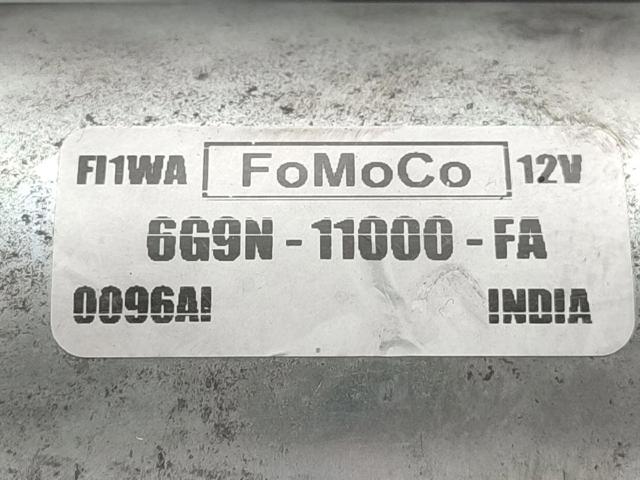 FI1WA FoMoCo 12V
6G9N - 11000 - FA
0096AI INDIA